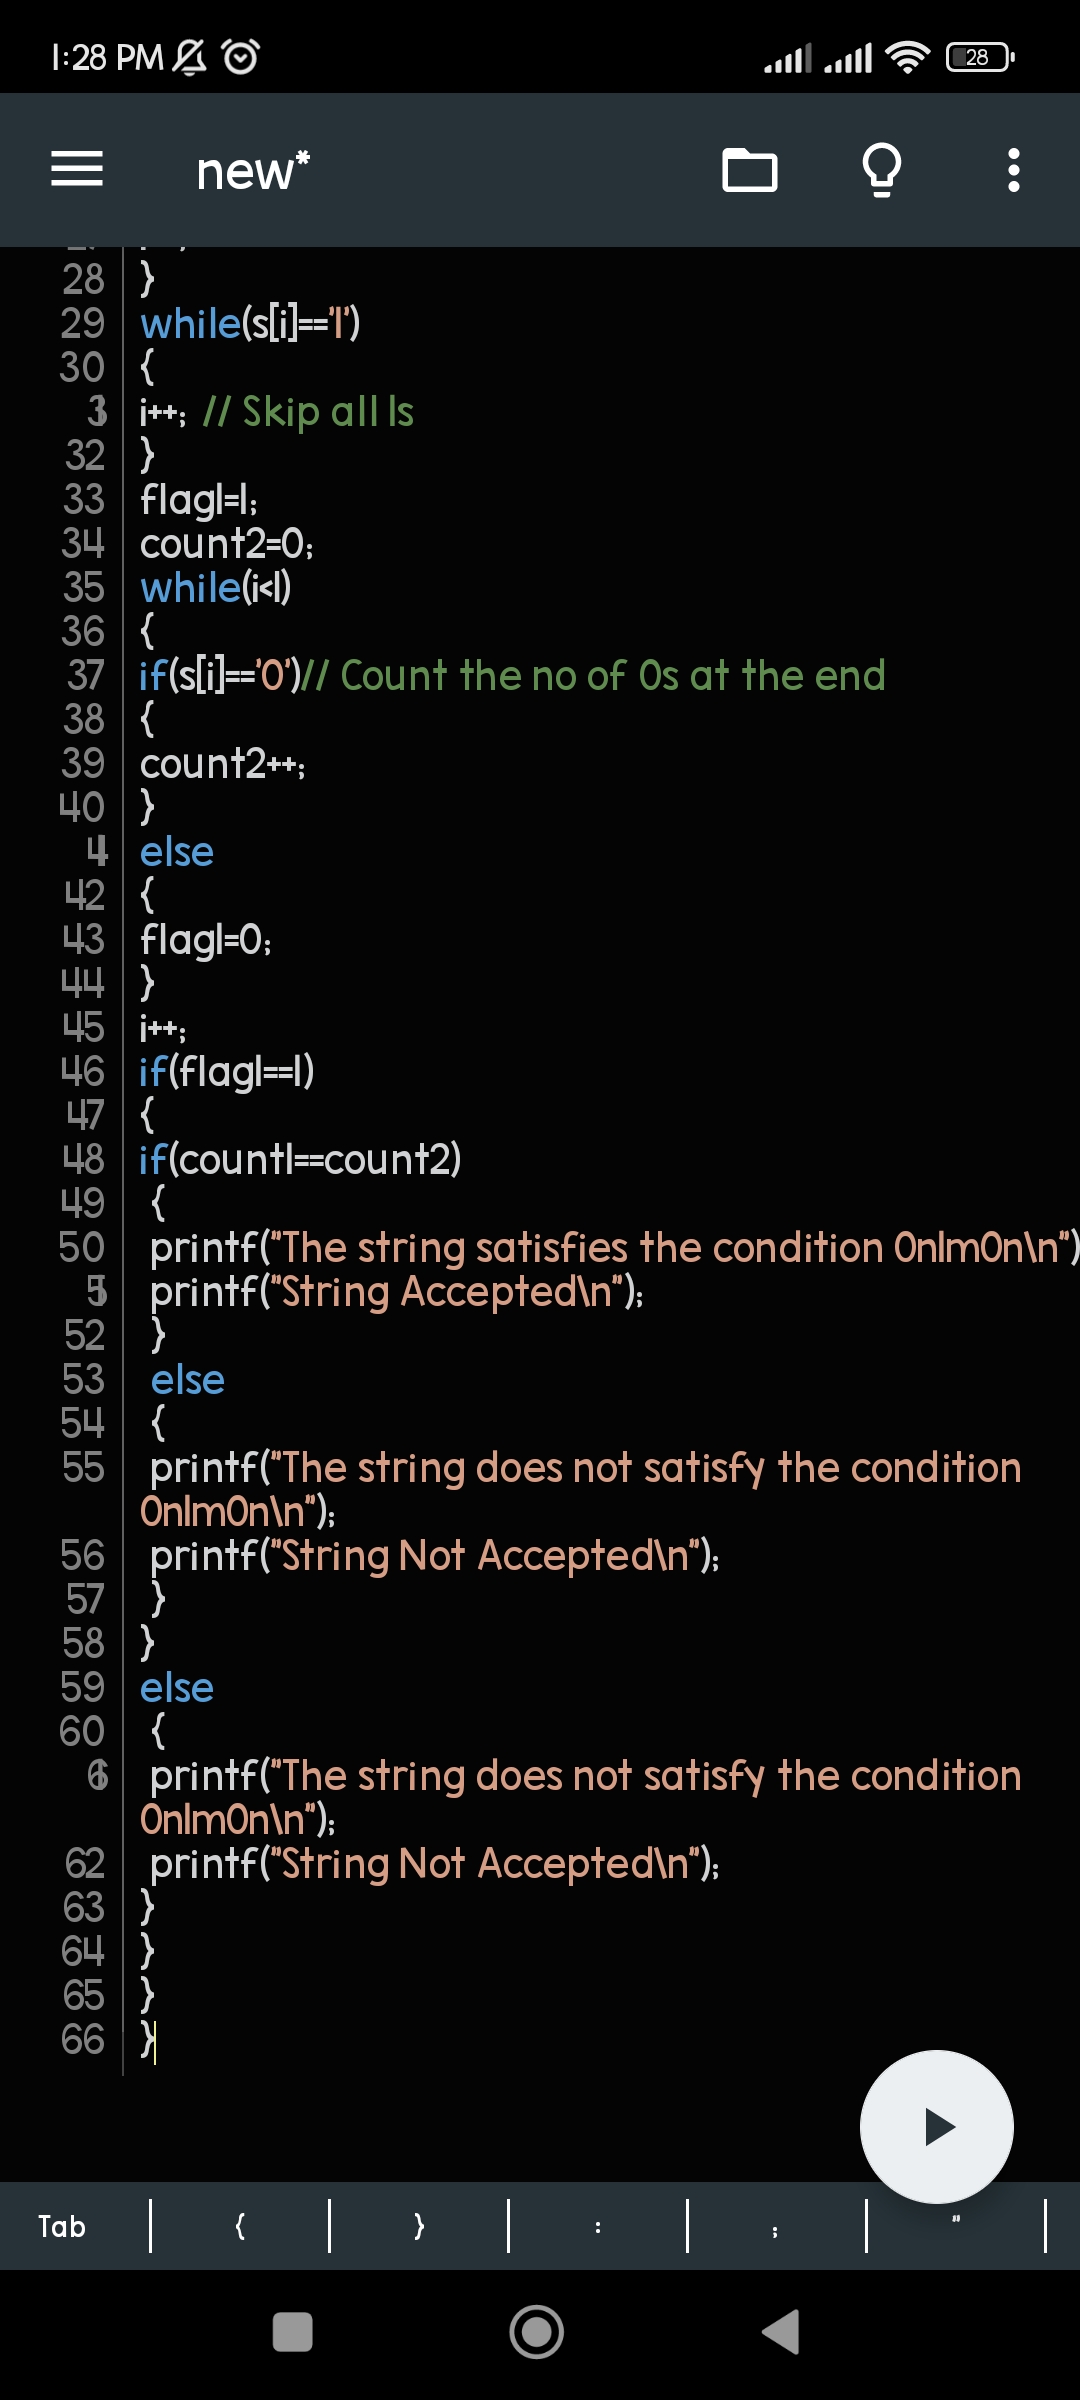 1:28 PM 28
new*
28 }
29 while(s[i]=='1')
30 {
31 i++; // Skip all 1s
32 }
33 flag1=1;
34 count2=0;
35 while(i<l)
36 {
37 if(s[i]=='0')// Count the no of 0s at the end
38 {
39 count2++;
40 }
41 else
42 {
43 flag1=0;
44 }
45 i++;
46 if(flag1==1)
47 {
48 if(count1==count2)
49 {
50 printf("The string satisfies the condition 0n1m0n\n")
51 printf("String Accepted\n");
52 }
53 else
54 {
55 printf("The string does not satisfy the condition
0n1m0n\n");
56 printf("String Not Accepted\n");
57 }
58 }
59 else
60 {
61 printf("The string does not satisfy the condition
0n1m0n\n");
62 printf("String Not Accepted\n");
63 }
64 }
65 }
66 }
Tab { } : ; "